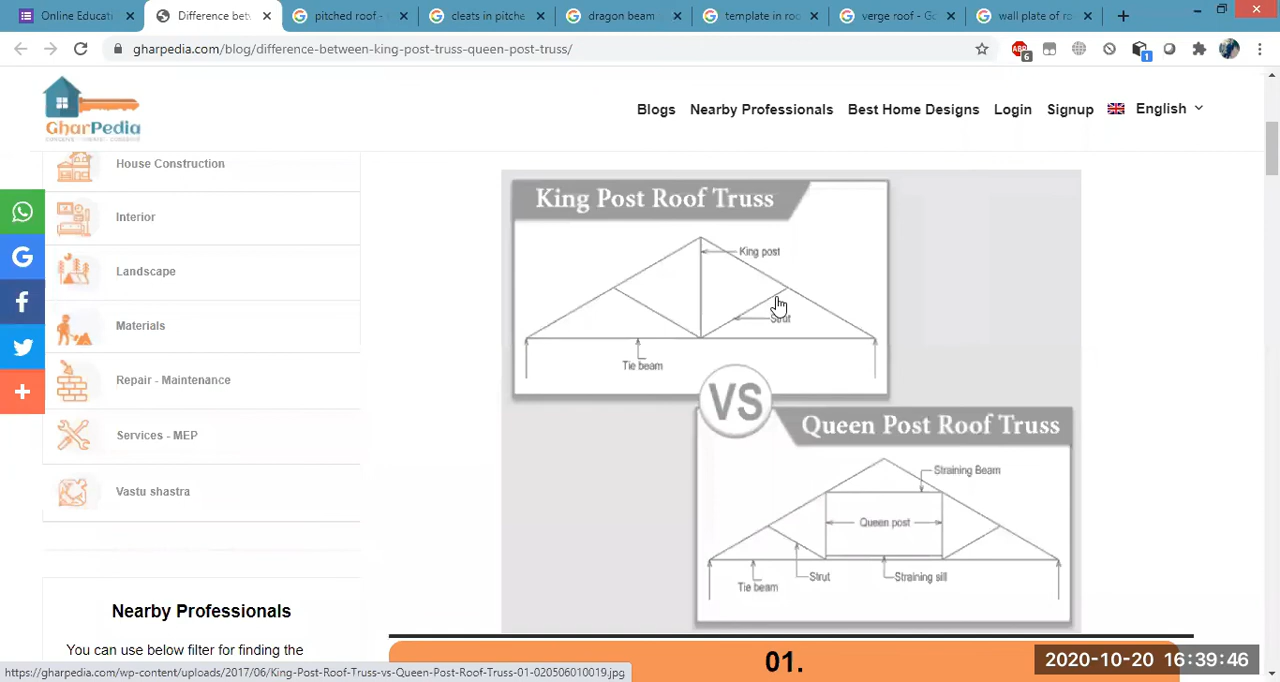 Online Educati
Difference betw
pitched roof -
cleats in pitche
dragon beam
template in roo
verge roof - Go
wall plate of ro
gharpedia.com/blog/difference-between-king-post-truss-queen-post-truss/
ABP
6
1
GharPedia
Blogs
Nearby Professionals
Best Home Designs
Login
Signup
English
House Construction
Interior
Landscape
Materials
Repair - Maintenance
Services - MEP
Vastu shastra
King Post Roof Truss
King post
Strut
Tie beam
VS
Queen Post Roof Truss
Straining Beam
Queen post
Strut
Straining sill
Tie beam
Nearby Professionals
You can use below filter for finding the
01.
2020-10-20 16:39:46
https://gharpedia.com/wp-content/uploads/2017/06/King-Post-Roof-Truss-vs-Queen-Post-Roof-Truss-01-020506010019.jpg